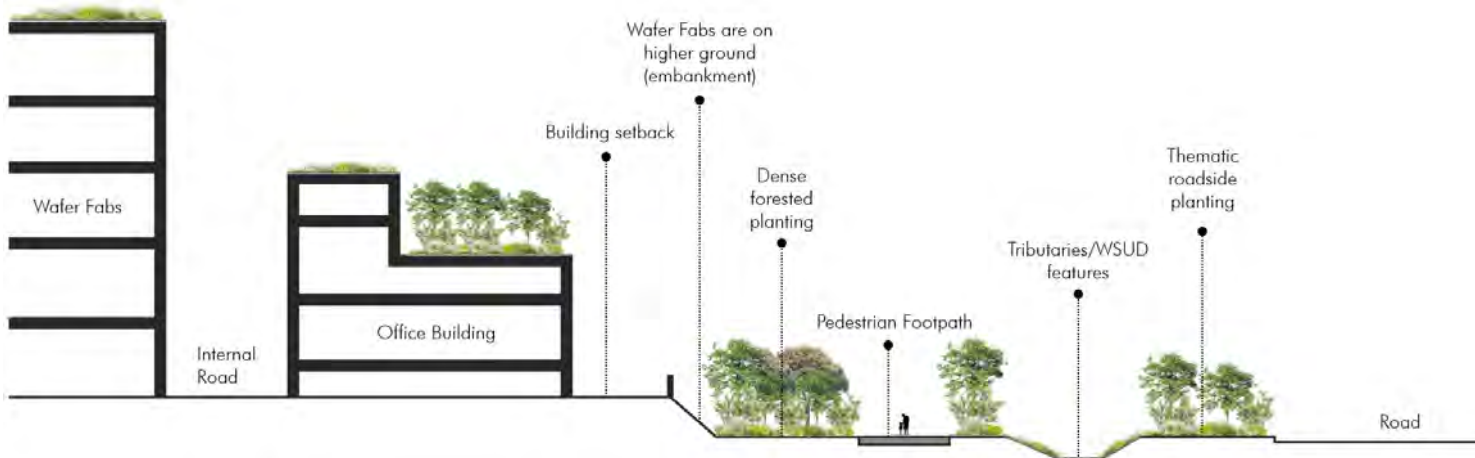 Wafer Fabs are on
higher ground
(embankment)
Building setback
Dense
forested
planting
Thematic
roadside
planting
Wafer Fabs
Tributaries/WSUD
features
Pedestrian Footpath
Office Building
Internal
Road
Road